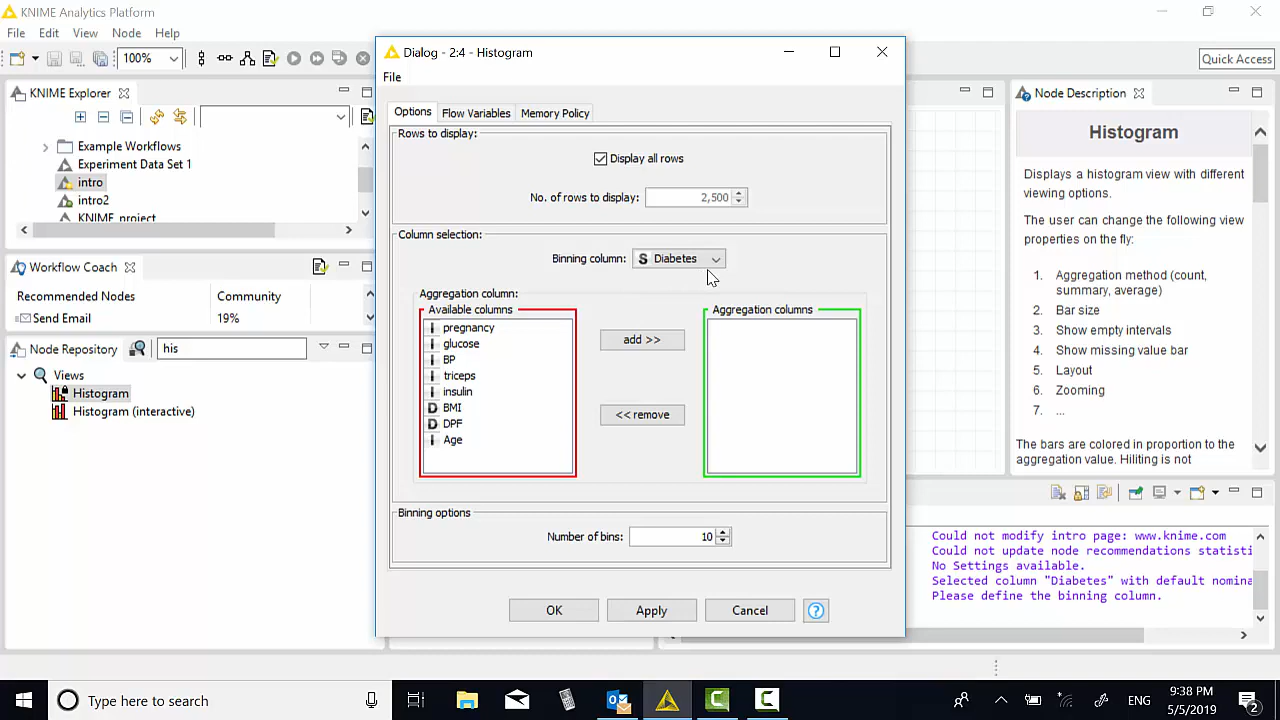 KNIME Analytics Platform
File Edit View Node Help
100%
Quick Access
KNIME Explorer
Example Workflows
Experiment Data Set 1
intro
intro2
KNIME_project
Workflow Coach
Recommended Nodes Community
Send Email 19%
Node Repository his
Views
Histogram
Histogram (interactive)
Dialog - 2:4 - Histogram
File
Options Flow Variables Memory Policy
Rows to display:
Display all rows
No. of rows to display: 2,500
Column selection:
Binning column: S Diabetes
Aggregation column:
Available columns
Aggregation columns
I pregnancy
I glucose
I BP
I triceps
I insulin
D BMI
D DPF
I Age
add >>
<< remove
Binning options
Number of bins: 10
OK Apply Cancel ?
Node Description
Histogram
Displays a histogram view with different
viewing options.
The user can change the following view
properties on the fly:
1. Aggregation method (count,
summary, average)
2. Bar size
3. Show empty intervals
4. Show missing value bar
5. Layout
6. Zooming
7. ...
The bars are colored in proportion to the
aggregation value. Hiliting is not
Could not modify intro page: www.knime.com
Could not update node recommendations statisti
No Settings available.
Selected column "Diabetes" with default nomina
Please define the binning column.
Type here to search
ENG
9:38 PM
5/5/2019
2